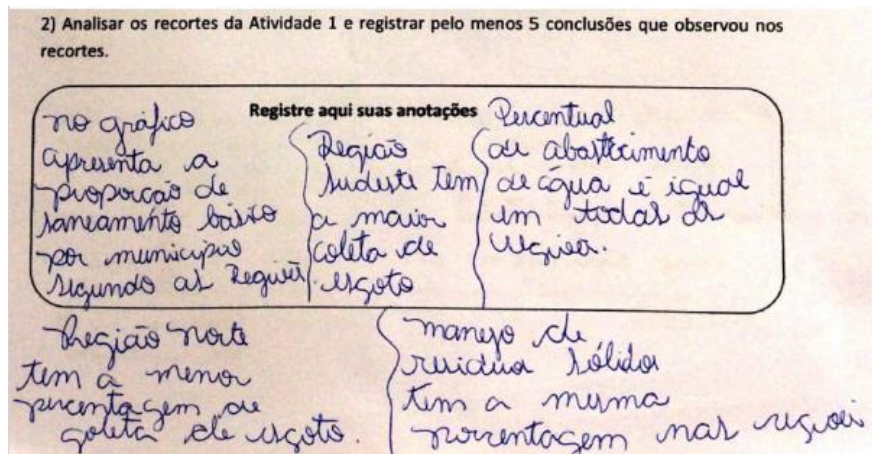 2) Analisar os recortes da Atividade 1 e registrar pelo menos 5 conclusões que observou nos
recortes.
Registre aqui suas anotações
no gráfico
apresenta a
proporção de
saneamento básico
por municípios
segundo as Regiões
Região
sudeste tem
a maior
coleta de
esgoto
Percentual
de abastecimento
de água é igual
em todas as
regiões.
Região norte
tem a menor
percentagem de
coleta de esgoto.
manejo de
resíduos sólidos
tem a mesma
porcentagem nas regiões